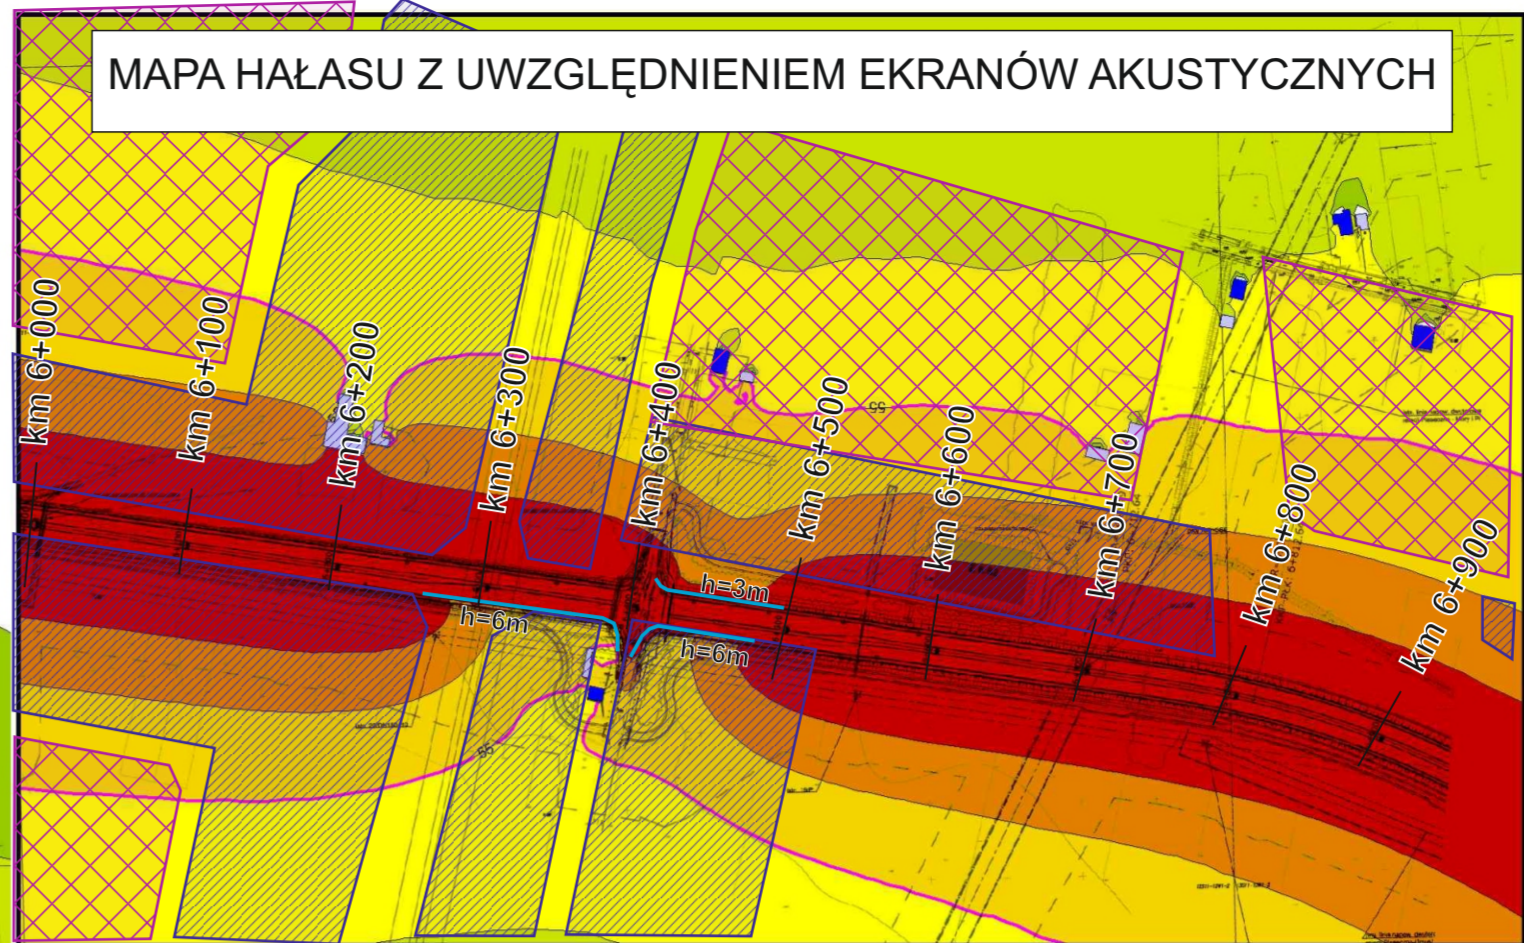 MAPA HAŁASU Z UWZGLĘDNIENIEM EKRANÓW AKUSTYCZNYCH
km 6+000
km 6+100
km 6+200
km 6+300
km 6+400
km 6+500
km 6+600
km 6+700
km 6+800
km 6+900
55
h=3m
h=6m
h=6m
55